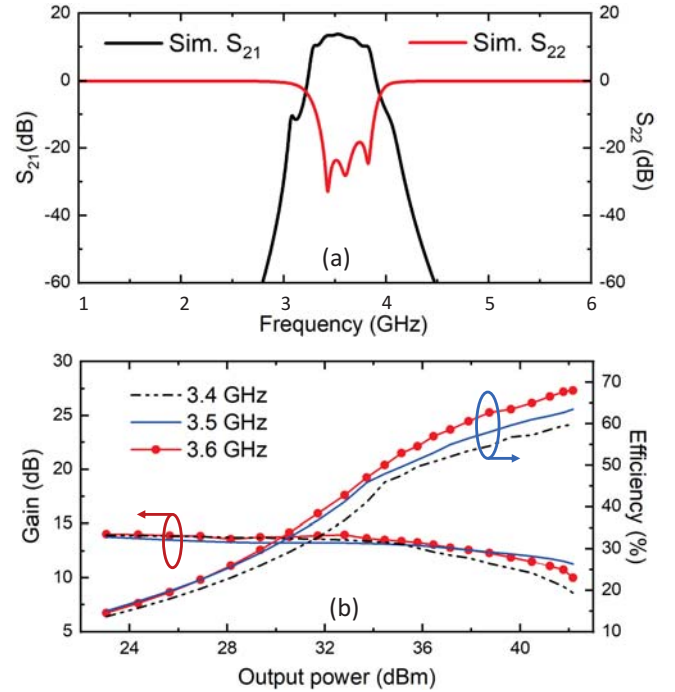 20
0
-20
-40
-60
S21(dB)
Sim. S21
Sim. S22
20
0
-20
-40
-60
S22 (dB)
(a)
1 2 3 4 5 6
Frequency (GHz)
30
25
20
15
10
5
Gain (dB)
3.4 GHz
3.5 GHz
3.6 GHz
70
60
50
40
30
20
10
Efficiency (%)
(b)
24 28 32 36 40
Output power (dBm)